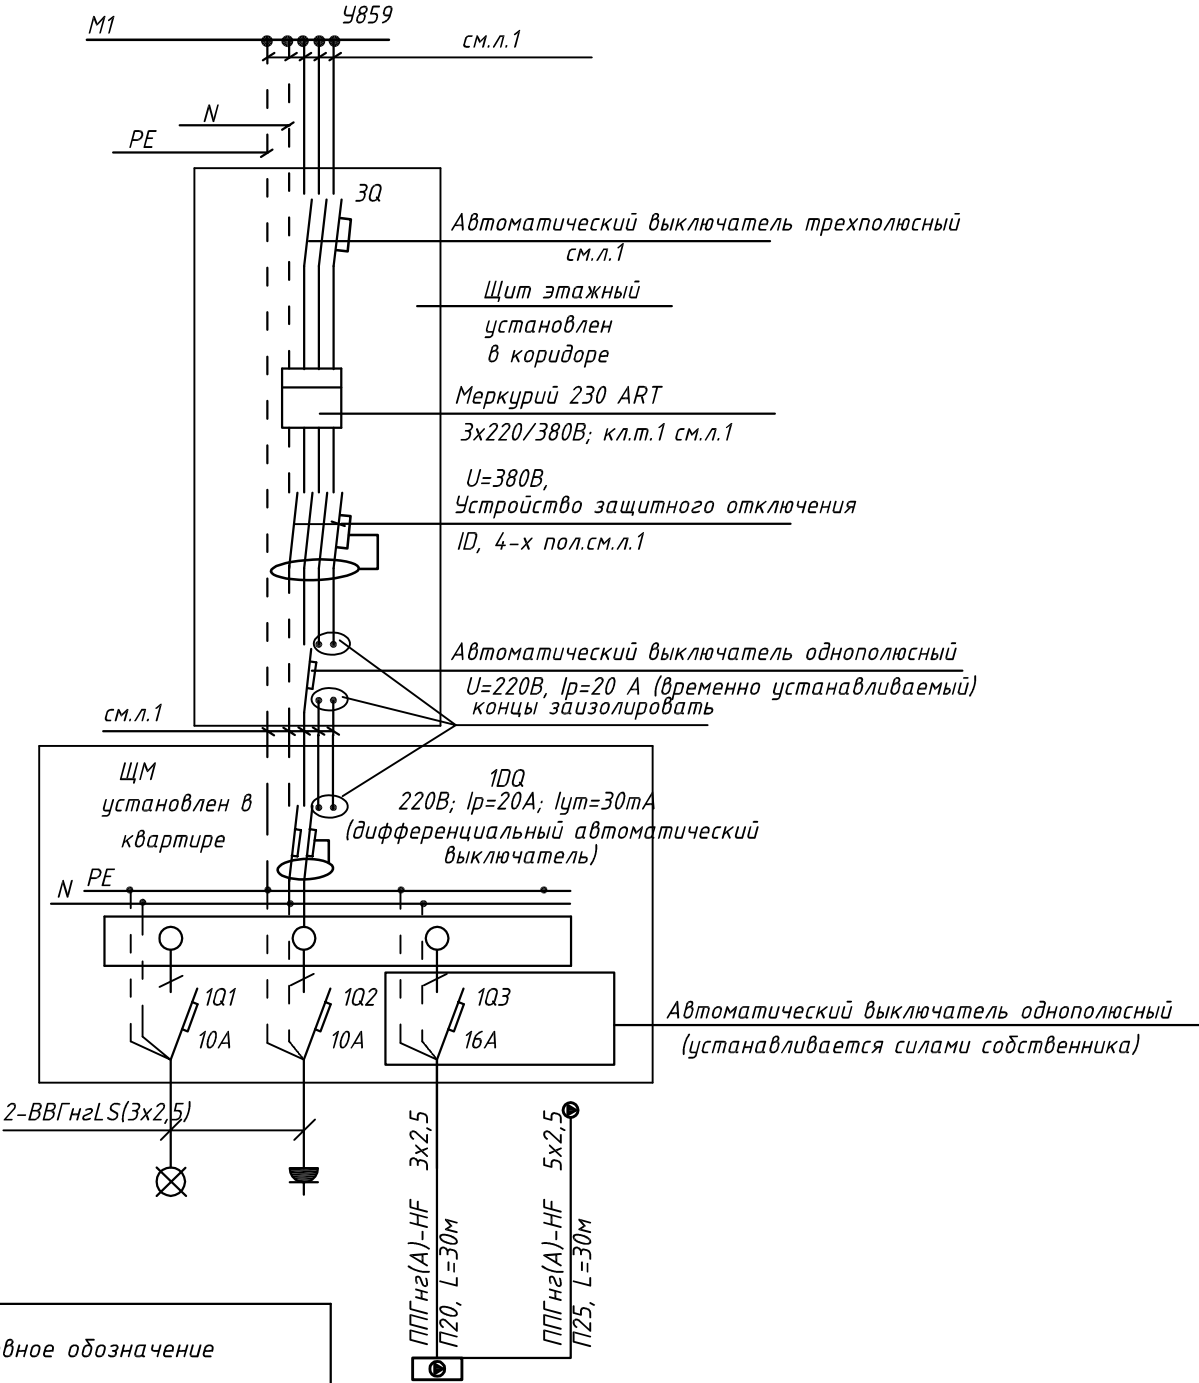 М1
У859
см.л.1
N
PE
3Q
Автоматический выключатель трехполюсный
см.л.1
Щит этажный
установлен
в коридоре
Меркурий 230 ART
3х220/380В; кл.т.1 см.л.1
U=380В,
Устройство защитного отключения
ID, 4-х пол.см.л.1
Автоматический выключатель однополюсный
U=220В, Iр=20 А (временно устанавливаемый)
концы заизолировать
см.л.1
ЩМ
установлен в
квартире
1DQ
220В; Iр=20А; Iут=30mА
(дифференциальный автоматический
выключатель)
PE
N
1Q1
10А
1Q2
10А
1Q3
16А
Автоматический выключатель однополюсный
(устанавливается силами собственника)
2-ВВГнгLS(3х2,5)
ППГнг(А)-HF 3х2,5
П20, L=30м
ППГнг(А)-HF 5х2,5
П25, L=30м
вное обозначение